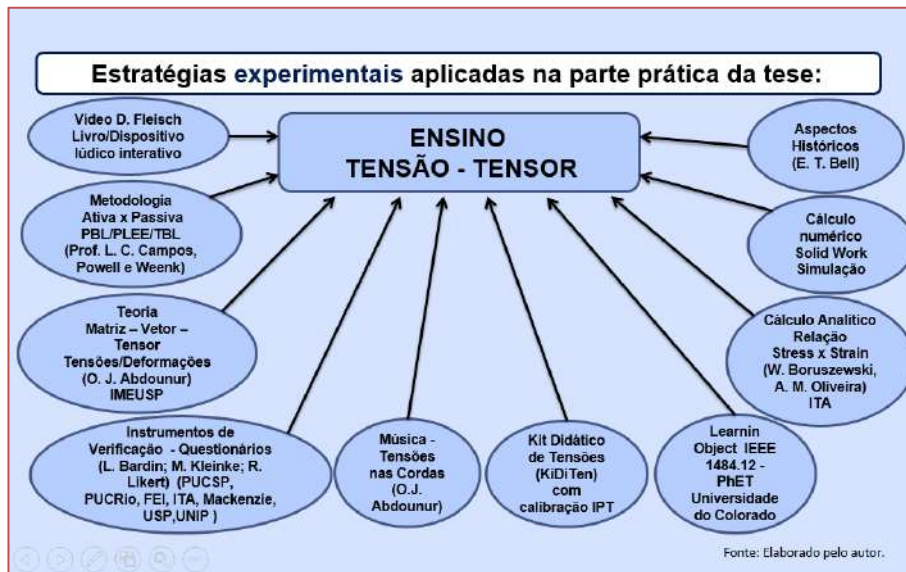 Estratégias experimentais aplicadas na parte prática da tese:
ENSINO
TENSÃO - TENSOR
Vídeo D. Fleisch
Livro/Dispositivo
lúdico interativo
Metodologia
Ativa x Passiva
PBL/PLEE/TBL
(Prof. L. C. Campos,
Powell e Weenk)
Teoria
Matriz – Vetor –
Tensor
Tensões/Deformações
(O. J. Abdounur)
IMEUSP
Instrumentos de
Verificação - Questionários
(L. Bardin; M. Kleinke; R.
Likert) (PUCSP,
PUCRio, FEI, ITA, Mackenzie,
USP,UNIP )
Música -
Tensões
nas Cordas
(O.J.
Abdounur)
Kit Didático
de Tensões
(KiDiTen)
com
calibração IPT
Learnin
Object IEEE
1484.12 -
PhET
Universidade
do Colorado
Cálculo Analítico
Relação
Stress x Strain
(W. Boruszewski,
A. M. Oliveira)
ITA
Cálculo
numérico
Solid Work
Simulação
Aspectos
Históricos
(E. T. Bell)
Fonte: Elaborado pelo autor.